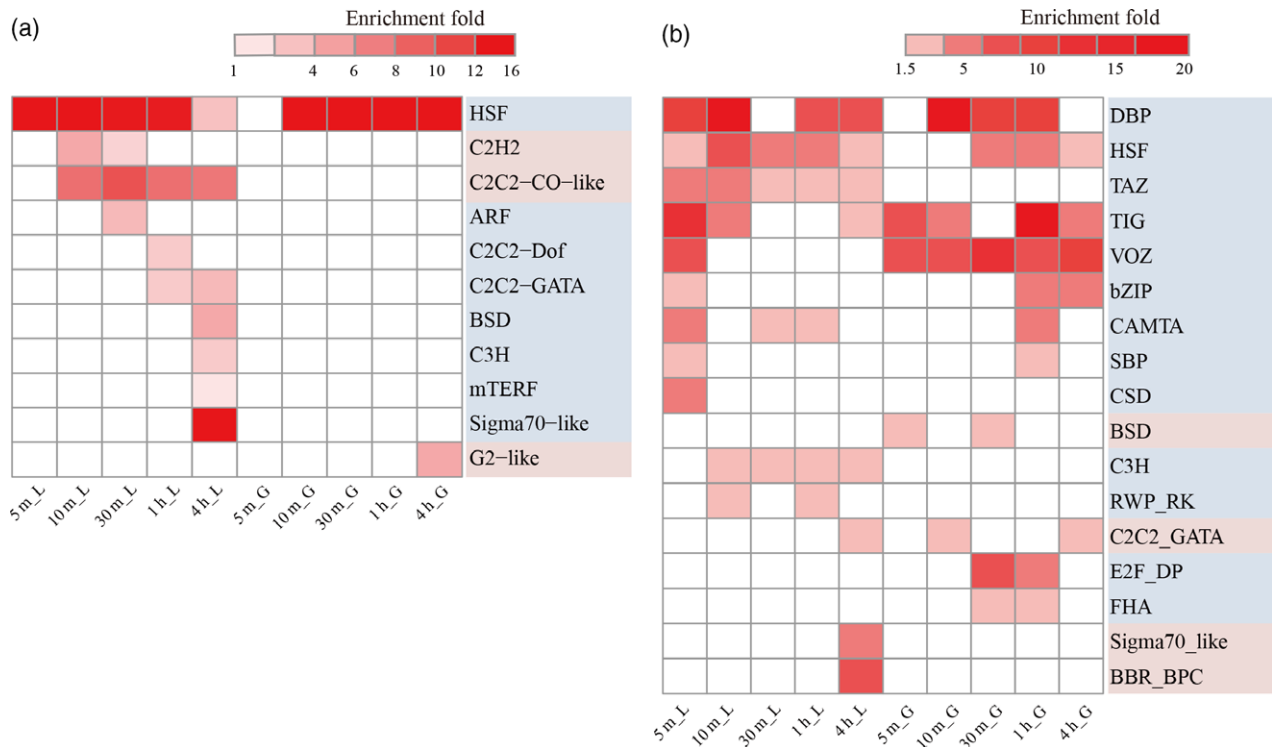 (a)
Enrichment fold
1 4 6 8 10 12 16
HSF
C2H2
C2C2−CO−like
ARF
C2C2−Dof
C2C2−GATA
BSD
C3H
mTERF
Sigma70−like
G2−like
5 m_L 10 m_L 30 m_L 1 h_L 4 h_L 5 m_G 10 m_G 30 m_G 1 h_G 4 h_G
(b)
Enrichment fold
1.5 5 10 15 20
DBP
HSF
TAZ
TIG
VOZ
bZIP
CAMTA
SBP
CSD
BSD
C3H
RWP_RK
C2C2_GATA
E2F_DP
FHA
Sigma70_like
BBR_BPC
5 m_L 10 m_L 30 m_L 1 h_L 4 h_L 5 m_G 10 m_G 30 m_G 1 h_G 4 h_G